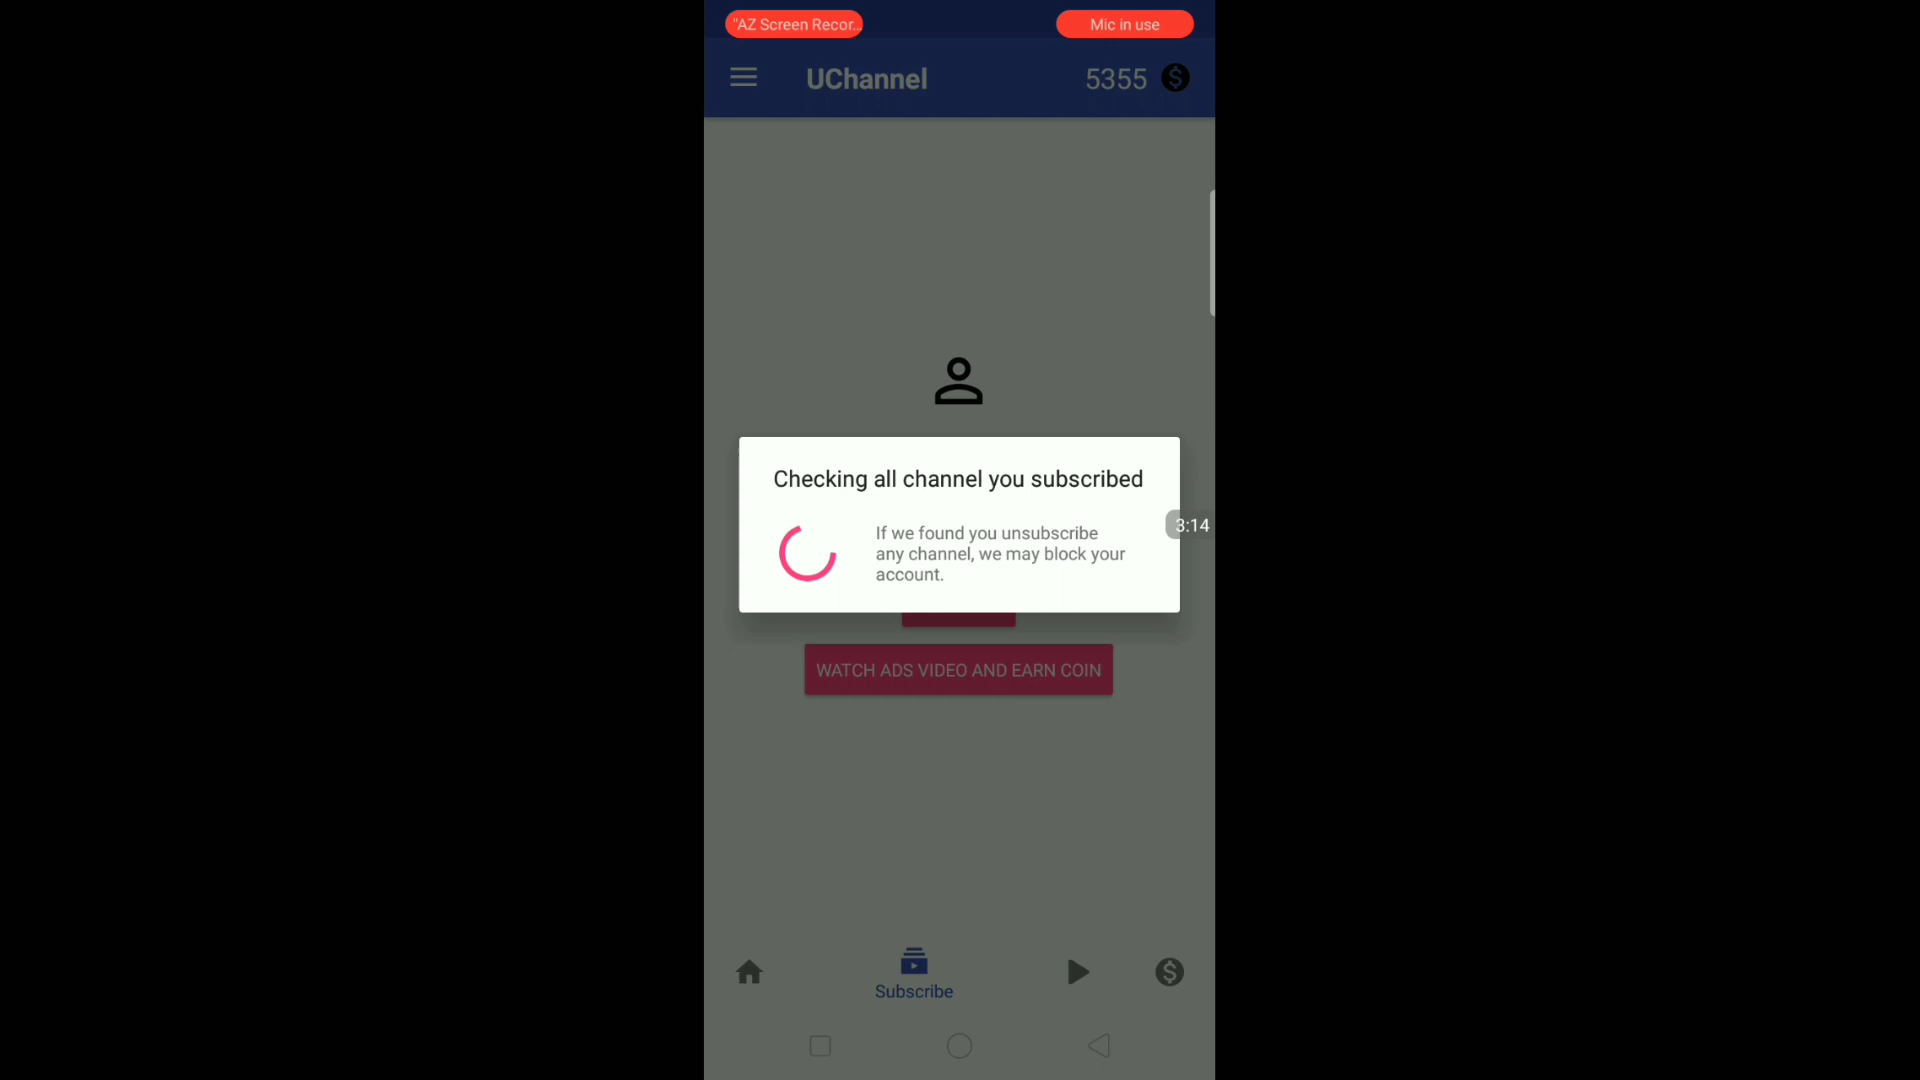 "AZ Screen Recor... Mic in use
UChannel 5355
Checking all channel you subscribed
If we found you unsubscribe
any channel, we may block your
account.
3:14
WATCH ADS VIDEO AND EARN COIN
Subscribe